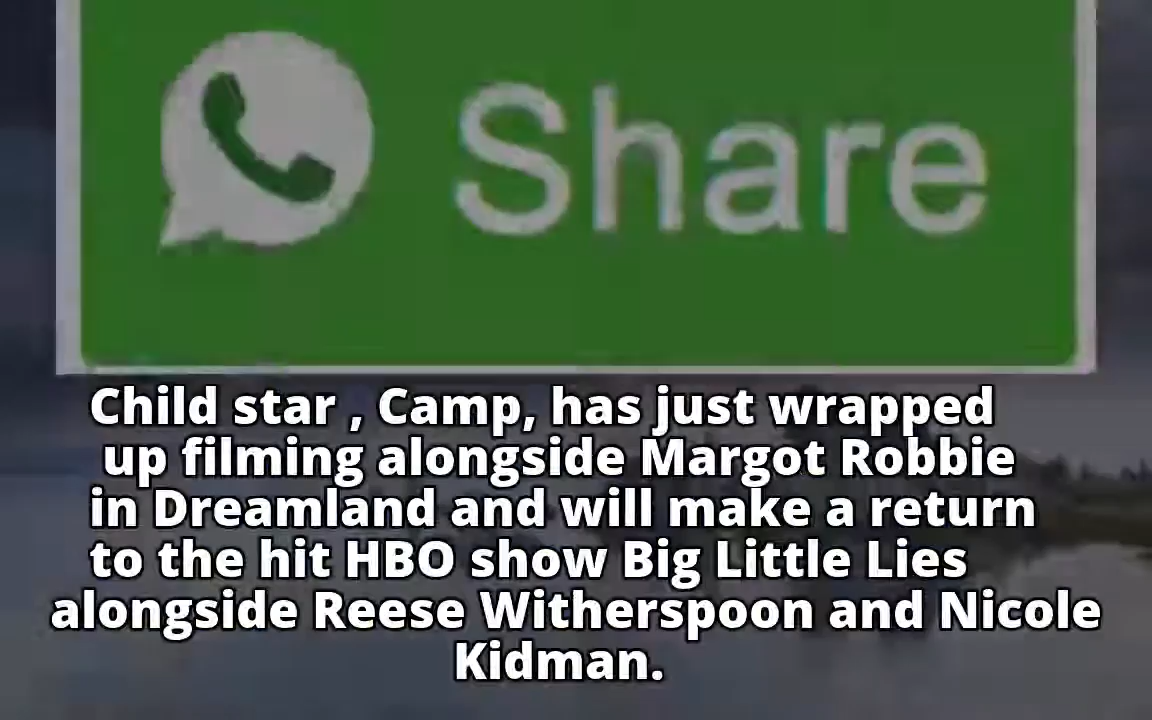 Share
Child star , Camp, has just wrapped
up filming alongside Margot Robbie
in Dreamland and will make a return
to the hit HBO show Big Little Lies
alongside Reese Witherspoon and Nicole
Kidman.